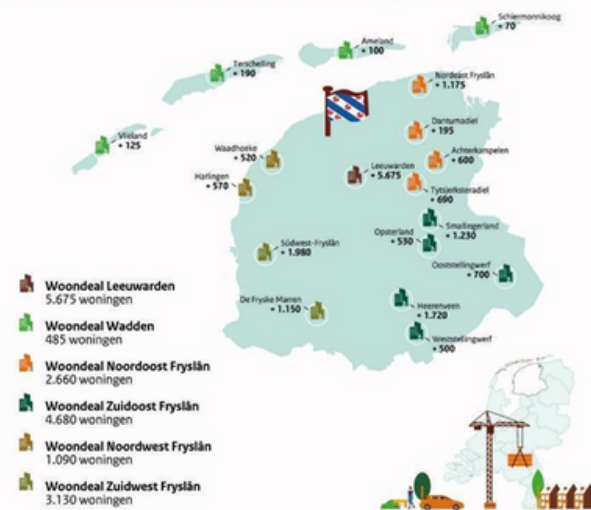 Schiermonnikoog
+ 70
Ameland
+ 100
Terschelling
+ 190
Vlieland
+ 125
Nordeast Fryslân
+ 1.175
Dantumadiel
+ 195
Achterkarspelen
+ 600
Waadhoeke
+ 520
Leeuwarden
+ 5.675
Harlingen
+ 570
Tytsjerksteradiel
+ 690
Smallingerland
+ 1.230
Opsterland
+ 530
Súdwest-Fryslân
+ 1.980
Ooststellingwerf
+ 700
De Fryske Marren
+ 1.150
Heerenveen
+ 1.720
Weststellingwerf
+ 500
Woondeal Leeuwarden
5.675 woningen
Woondeal Wadden
485 woningen
Woondeal Noordoost Fryslân
2.660 woningen
Woondeal Zuidoost Fryslân
4.680 woningen
Woondeal Noordwest Fryslân
1.090 woningen
Woondeal Zuidwest Fryslân
3.130 woningen